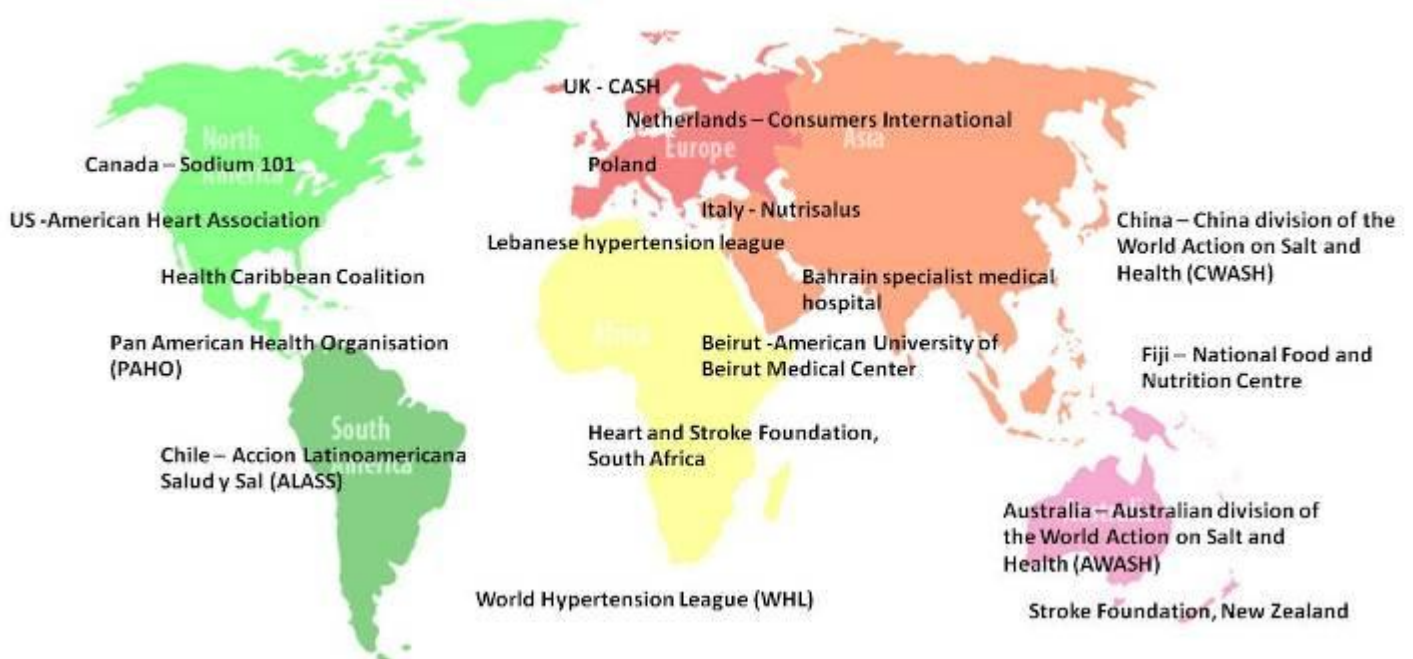 UK - CASH
Netherlands – Consumers International
North
America
Europe
Asia
Canada – Sodium 101
Poland
US -American Heart Association
Italy - Nutrisalus
China – China division of the
World Action on Salt and
Health (CWASH)
Lebanese hypertension league
Health Caribbean Coalition
Bahrain specialist medical
hospital
Pan American Health Organisation
(PAHO)
Africa
Beirut -American University of
Beirut Medical Center
Fiji – National Food and
Nutrition Centre
South
America
Heart and Stroke Foundation,
South Africa
Chile – Accion Latinoamericana
Salud y Sal (ALASS)
Australia – Australian division of
the World Action on Salt and
Health (AWASH)
World Hypertension League (WHL)
Stroke Foundation, New Zealand